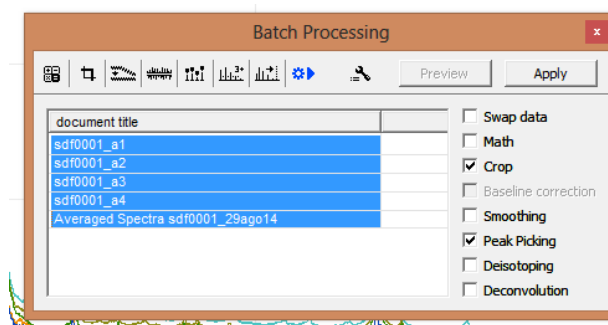 Batch Processing
x
Preview
Apply
document title
sdf0001_a1
sdf0001_a2
sdf0001_a3
sdf0001_a4
Averaged Spectra sdf0001_29ago14
Swap data
Math
Crop
Baseline correction
Smoothing
Peak Picking
Deisotoping
Deconvolution